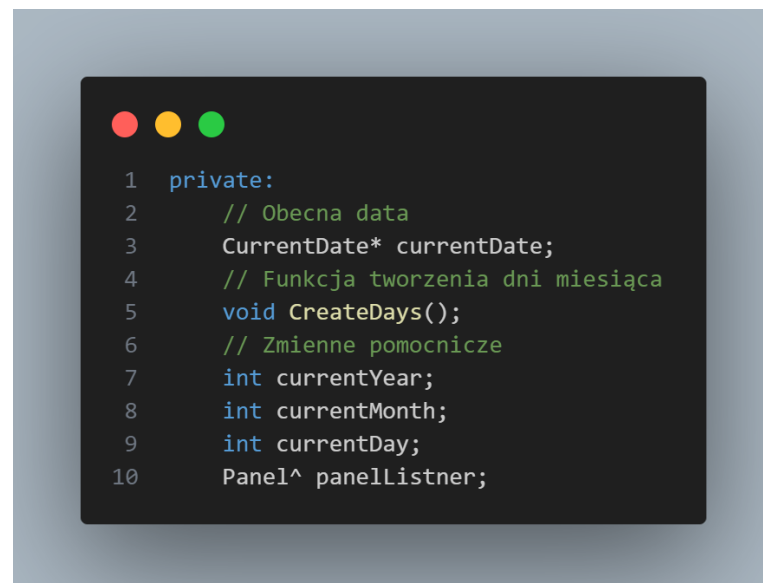 1 private:
2 // Obecna data
3 CurrentDate* currentDate;
4 // Funkcja tworzenia dni miesiąca
5 void CreateDays();
6 // Zmienne pomocnicze
7 int currentYear;
8 int currentMonth;
9 int currentDay;
10 Panel^ panelListner;